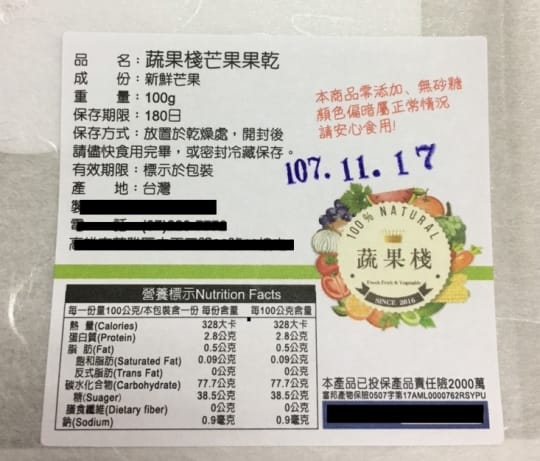 品 名：蔬果棧芒果果乾
成 份：新鮮芒果
重 量：100g
保存期限：180日
保存方式：放置於乾燥處，開封後
請儘快食用完畢，或密封冷藏保存。
有效期限：標示於包裝
產 地：台灣
製
本商品零添加、無砂糖
顏色偏暗屬正常情況
請安心食用!
107.11.17
100% NATURAL
蔬果棧
Fresh Fruit & Vegetable
SINCE 2016
營養標示Nutrition Facts
每一份量100公克/本包裝含一份 每份含量 每100公克含量
熱 量(Calories) 328大卡 328大卡
蛋白質(Protein) 2.8公克 2.8公克
脂 肪(Fat) 0.5公克 0.5公克
飽和脂肪(Saturated Fat) 0.09公克 0.09公克
反式脂肪(Trans Fat) 0公克 0公克
碳水化合物(Carbohydrate) 77.7公克 77.7公克
糖(Suager) 38.5公克 38.5公克
膳食纖維(Dietary fiber) 0公克 0公克
鈉(Sodium) 0.9毫克 0.9毫克
本產品已投保產品責任險2000萬
富邦產物保險0507字第17AML0000762RSYPU